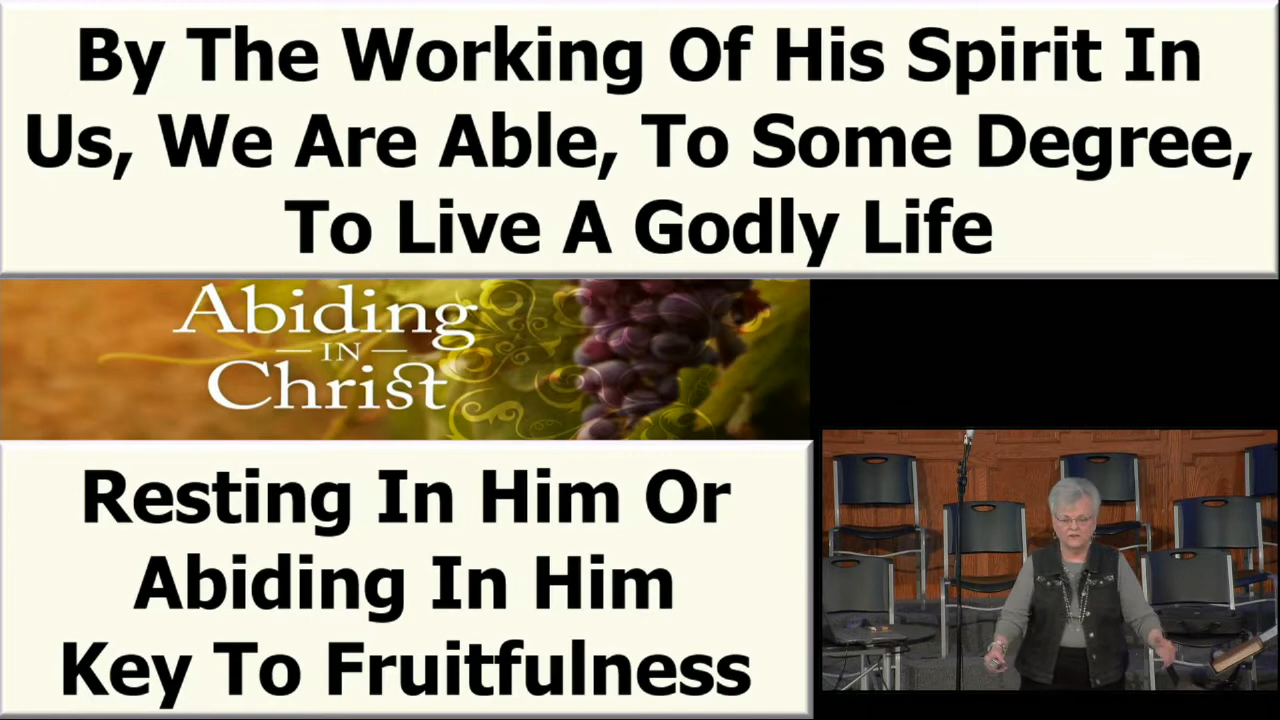 By The Working Of His Spirit In
Us, We Are Able, To Some Degree,
To Live A Godly Life
Abiding
IN
Christ
Resting In Him Or
Abiding In Him
Key To Fruitfulness